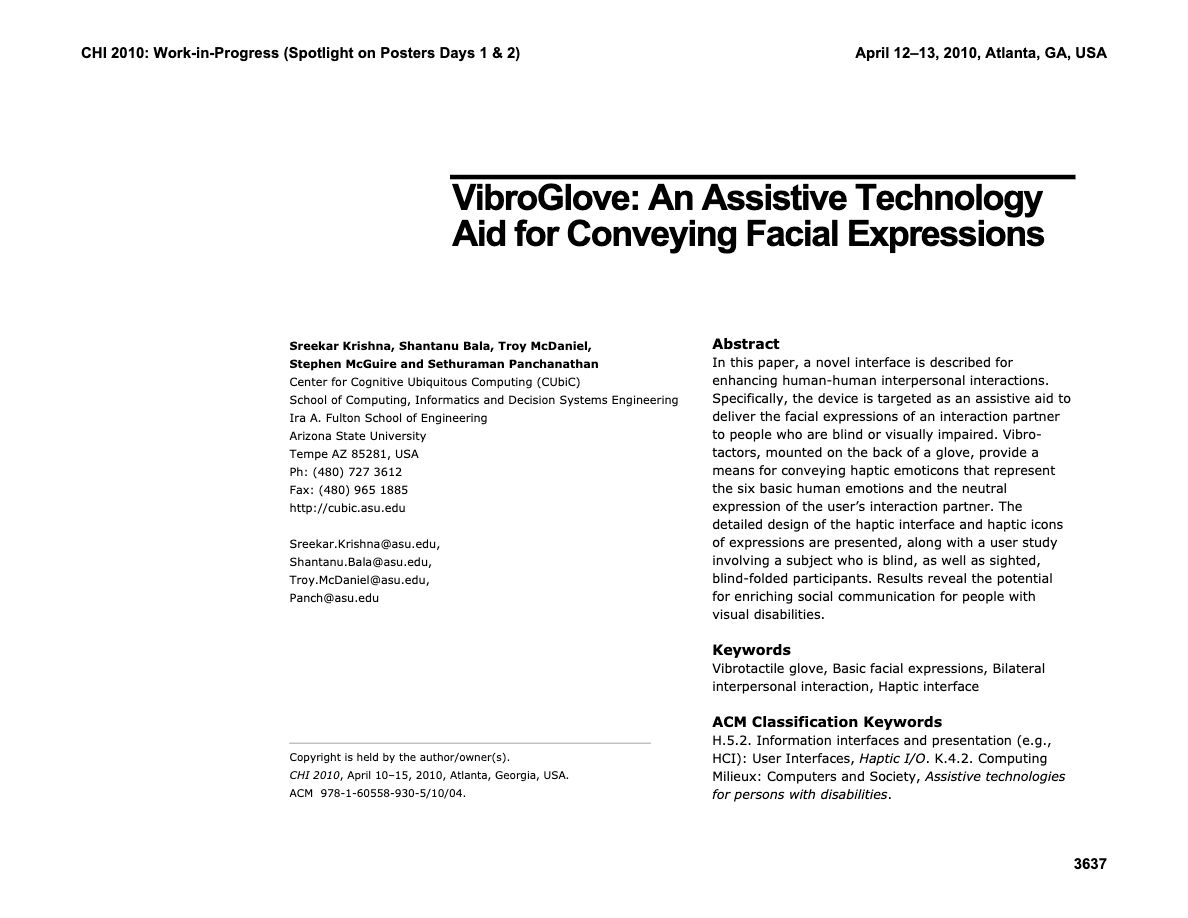 CHI 2010: Work-in-Progress (Spotlight on Posters Days 1 & 2)
April 12–13, 2010, Atlanta, GA, USA
VibroGlove: An Assistive Technology
Aid for Conveying Facial Expressions
Sreekar Krishna, Shantanu Bala, Troy McDaniel,
Stephen McGuire and Sethuraman Panchanathan
Center for Cognitive Ubiquitous Computing (CUbiC)
School of Computing, Informatics and Decision Systems Engineering
Ira A. Fulton School of Engineering
Arizona State University
Tempe AZ 85281, USA
Ph: (480) 727 3612
Fax: (480) 965 1885
http://cubic.asu.edu
Sreekar.Krishna@asu.edu,
Shantanu.Bala@asu.edu,
Troy.McDaniel@asu.edu,
Panch@asu.edu
Copyright is held by the author/owner(s).
CHI 2010, April 10–15, 2010, Atlanta, Georgia, USA.
ACM  978-1-60558-930-5/10/04.
Abstract
In this paper, a novel interface is described for
enhancing human-human interpersonal interactions.
Specifically, the device is targeted as an assistive aid to
deliver the facial expressions of an interaction partner
to people who are blind or visually impaired. Vibro-
tactors, mounted on the back of a glove, provide a
means for conveying haptic emoticons that represent
the six basic human emotions and the neutral
expression of the user’s interaction partner. The
detailed design of the haptic interface and haptic icons
of expressions are presented, along with a user study
involving a subject who is blind, as well as sighted,
blind-folded participants. Results reveal the potential
for enriching social communication for people with
visual disabilities.
Keywords
Vibrotactile glove, Basic facial expressions, Bilateral
interpersonal interaction, Haptic interface
ACM Classification Keywords
H.5.2. Information interfaces and presentation (e.g.,
HCI): User Interfaces, Haptic I/O. K.4.2. Computing
Milieux: Computers and Society, Assistive technologies
for persons with disabilities.
3637